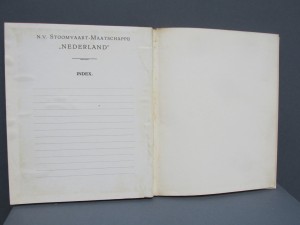 N.V. STOOMVAART-MAATSCHAPPIJ
„NEDERLAND”
INDEX.